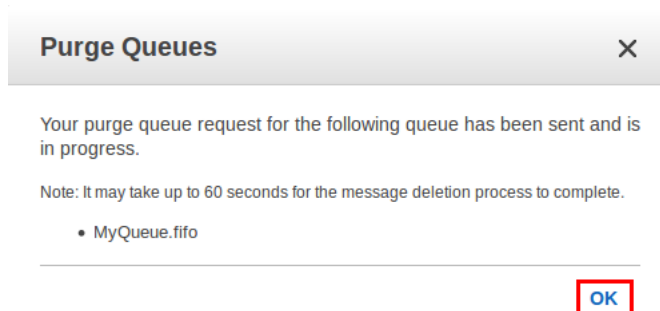 Purge Queues
Your purge queue request for the following queue has been sent and is
in progress.
Note: It may take up to 60 seconds for the message deletion process to complete.
• MyQueue.fifo
OK